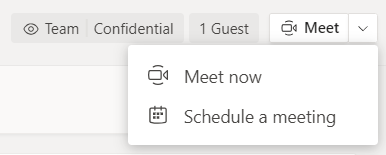 Team Confidential 1 Guest Meet
Meet now
Schedule a meeting